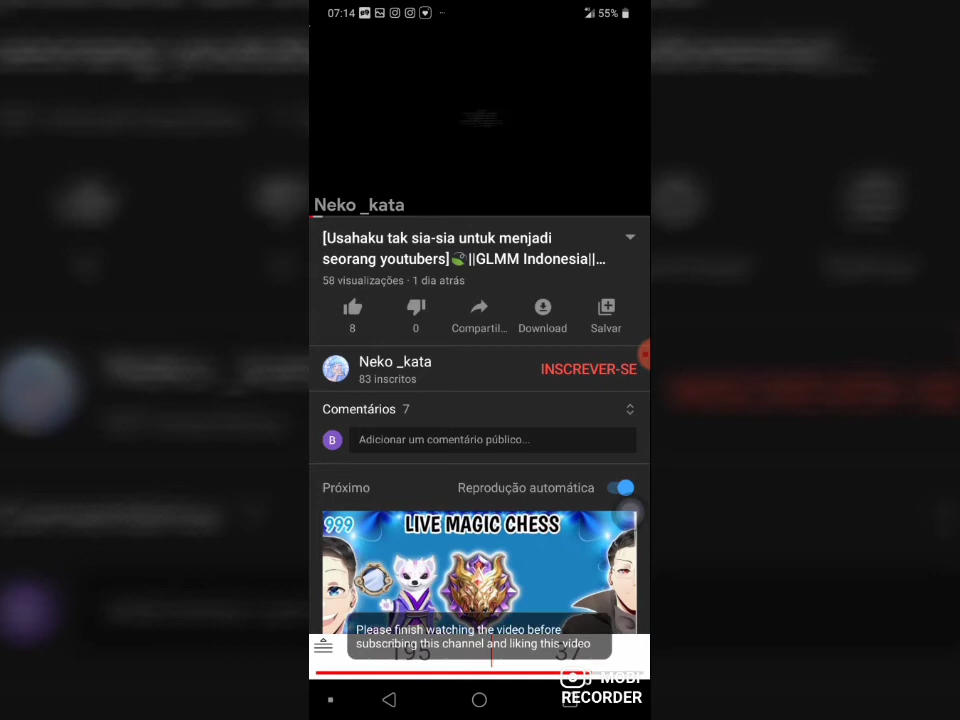 07:14
55%
Neko _kata
[Usahaku tak sia-sia untuk menjadi
seorang youtubers]🍃||GLMM Indonesia||...
58 visualizações · 1 dia atrás
8
0
Compartil...
Download
Salvar
Neko _kata
83 inscritos
INSCREVER-SE
Comentários 7
B
Adicionar um comentário público...
Próximo
Reprodução automática
999
LIVE MAGIC CHESS
Please finish watching the video before
subscribing this channel and liking this video
195
37
MOBI
RECORDER